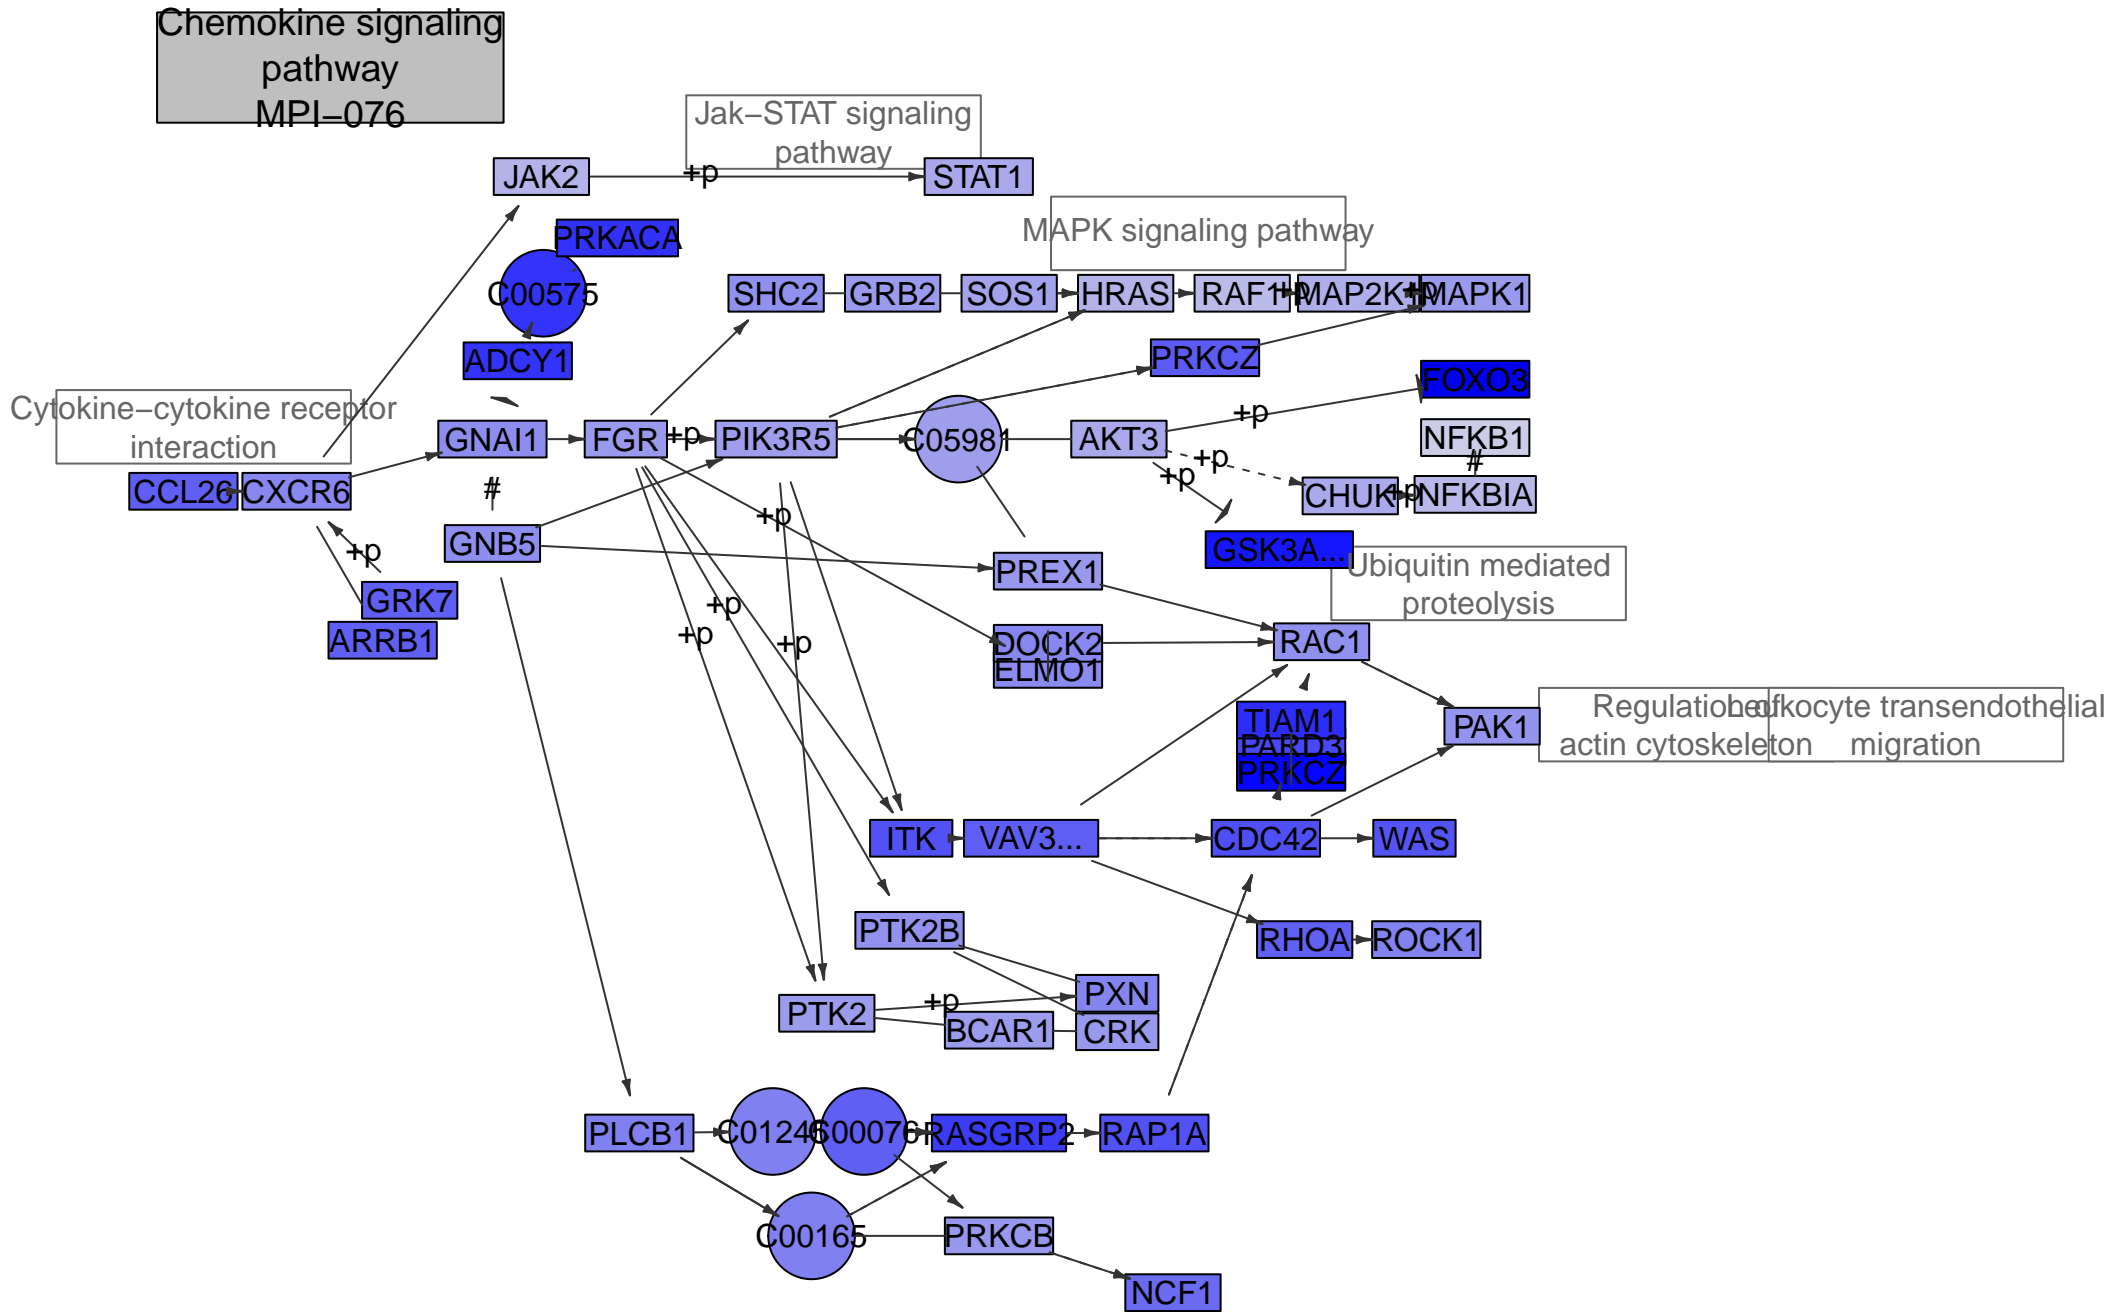 Chemokine signaling
pathway
MPI−076
Jak−STAT signaling
pathway
JAK2
+p
STAT1
PRKACA
MAPK signaling pathway
C00575
SHC2
GRB2
SOS1
HRAS
RAF1
+p
MAP2K1
+p
MAPK1
ADCY1
PRKCZ
FOXO3
Cytokine−cytokine receptor
interaction
GNAI1
FGR
+p
PIK3R5
C05981
AKT3
+p
NFKB1
+p
#
+p
CCL26
CXCR6
#
CHUK
+p
NFKBIA
+p
GNB5
+p
GSK3A...
PREX1
Ubiquitin mediated
proteolysis
GRK7
+p
ARRB1
+p
+p
DOCK2
ELMO1
RAC1
TIAM1
PARD3
PRKCZ
PAK1
Regulation of
actin cytoskeleton
Leukocyte transendothelial
migration
ITK
VAV3...
CDC42
WAS
PTK2B
RHOA
ROCK1
PTK2
+p
PXN
BCAR1
CRK
PLCB1
C01245
C00076
RASGRP2
RAP1A
C00165
PRKCB
NCF1